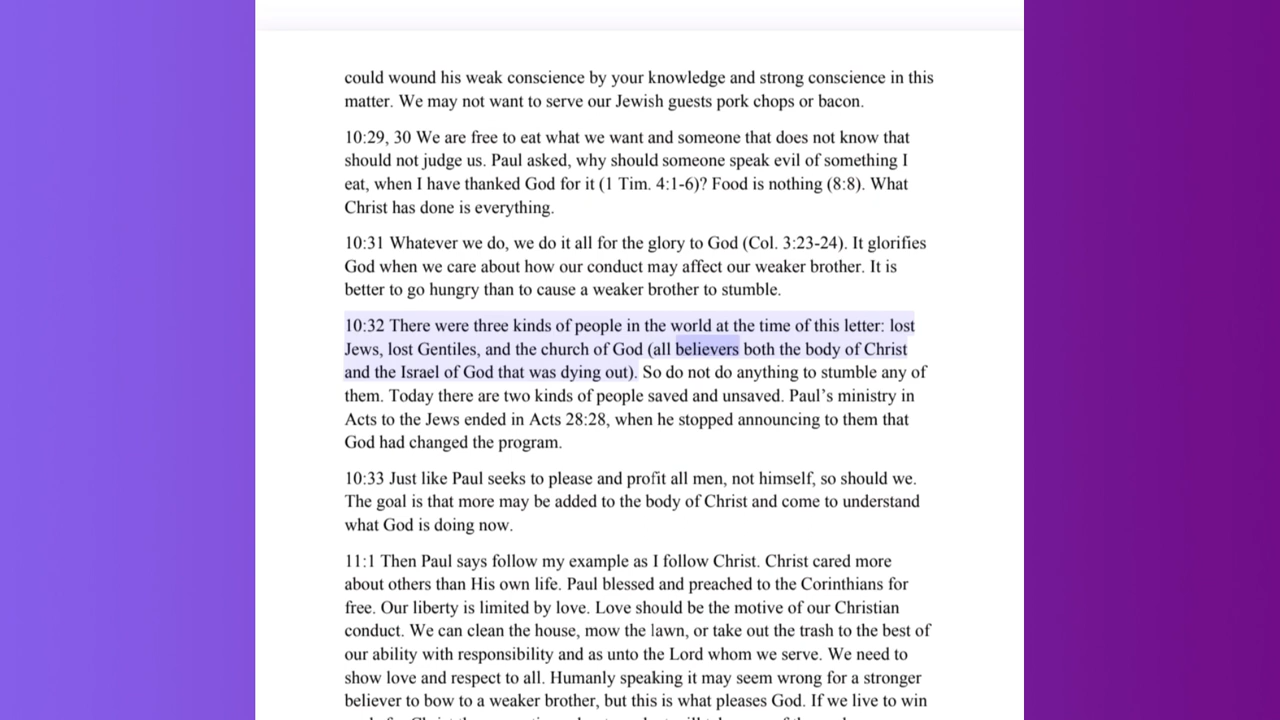 could wound his weak conscience by your knowledge and strong conscience in this
matter. We may not want to serve our Jewish guests pork chops or bacon.
10:29, 30 We are free to eat what we want and someone that does not know that
should not judge us. Paul asked, why should someone speak evil of something I
eat, when I have thanked God for it (1 Tim. 4:1-6)? Food is nothing (8:8). What
Christ has done is everything.
10:31 Whatever we do, we do it all for the glory to God (Col. 3:23-24). It glorifies
God when we care about how our conduct may affect our weaker brother. It is
better to go hungry than to cause a weaker brother to stumble.
10:32 There were three kinds of people in the world at the time of this letter: lost
Jews, lost Gentiles, and the church of God (all believers both the body of Christ
and the Israel of God that was dying out). So do not do anything to stumble any of
them. Today there are two kinds of people saved and unsaved. Paul’s ministry in
Acts to the Jews ended in Acts 28:28, when he stopped announcing to them that
God had changed the program.
10:33 Just like Paul seeks to please and profit all men, not himself, so should we.
The goal is that more may be added to the body of Christ and come to understand
what God is doing now.
11:1 Then Paul says follow my example as I follow Christ. Christ cared more
about others than His own life. Paul blessed and preached to the Corinthians for
free. Our liberty is limited by love. Love should be the motive of our Christian
conduct. We can clean the house, mow the lawn, or take out the trash to the best of
our ability with responsibility and as unto the Lord whom we serve. We need to
show love and respect to all. Humanly speaking it may seem wrong for a stronger
believer to bow to a weaker brother, but this is what pleases God. If we live to win